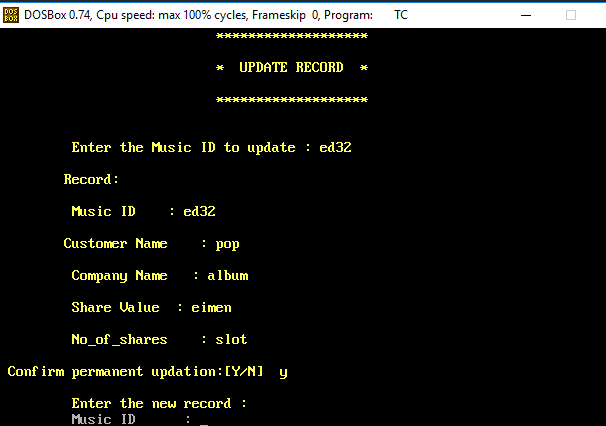 DOSBox 0.74, Cpu speed: max 100% cycles, Frameskip 0, Program: TC
*******************
* UPDATE RECORD *
*******************
Enter the Music ID to update : ed32
Record:
Music ID : ed32
Customer Name : pop
Company Name : album
Share Value : eimen
No_of_shares : slot
Confirm permanent updation:[Y/N] y
Enter the new record :
Music ID : _